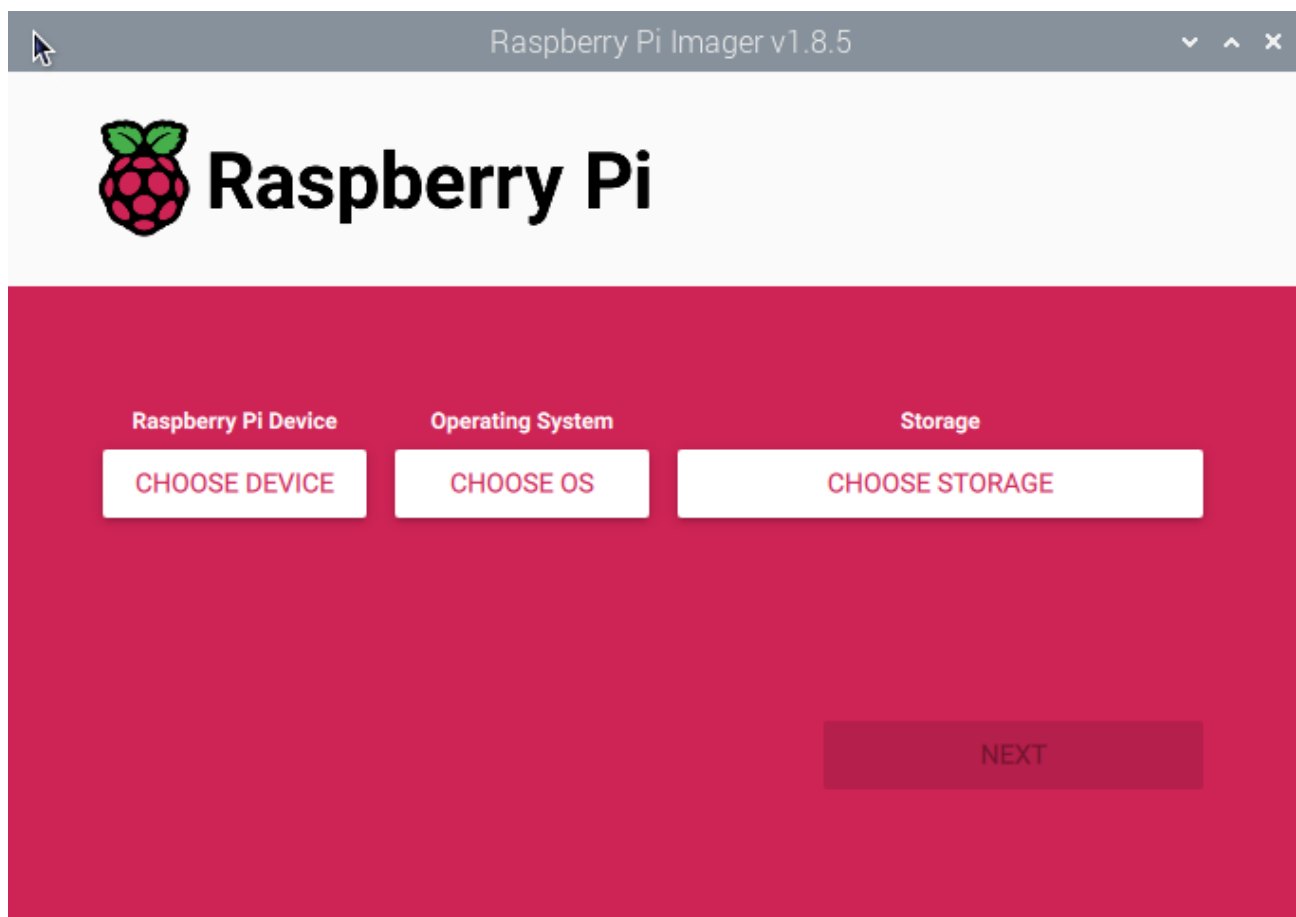 Raspberry Pi Imager v1.8.5
Raspberry Pi
Raspberry Pi Device Operating System Storage
CHOOSE DEVICE CHOOSE OS CHOOSE STORAGE
NEXT